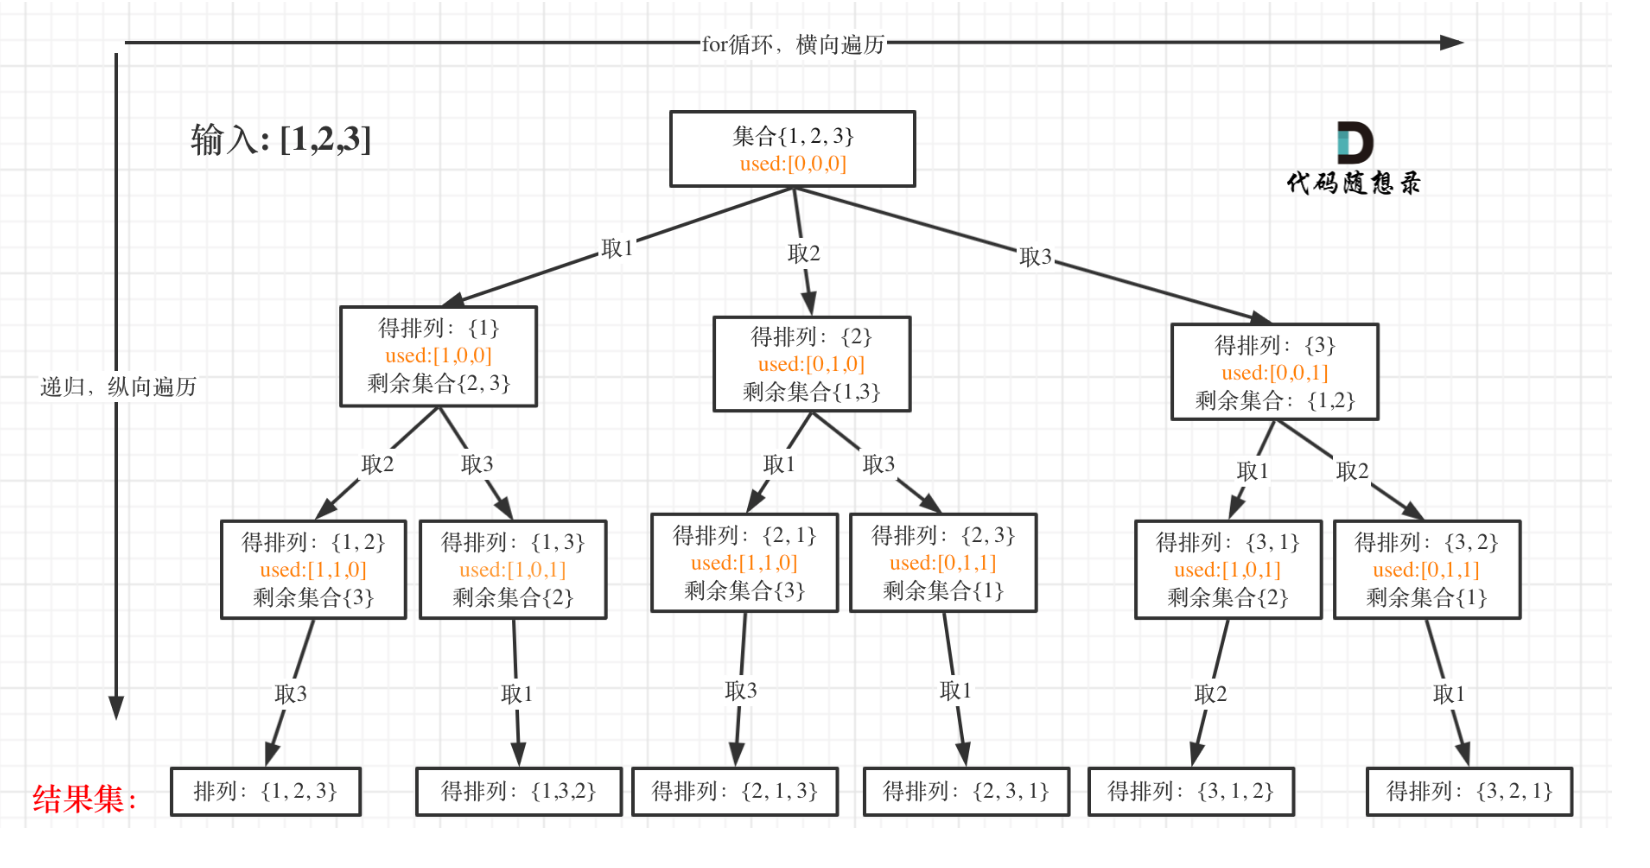 for循环，横向遍历
输入: [1,2,3]
集合{1, 2, 3}
used:[0,0,0]
代码随想录
取1
取2
取3
递归，纵向遍历
得排列：{1}
used:[1,0,0]
剩余集合{2, 3}
得排列：{2}
used:[0,1,0]
剩余集合{1,3}
得排列：{3}
used:[0,0,1]
剩余集合：{1,2}
取2
取3
取1
取3
取1
取2
得排列：{1, 2}
used:[1,1,0]
剩余集合{3}
得排列：{1, 3}
used:[1,0,1]
剩余集合{2}
得排列：{2, 1}
used:[1,1,0]
剩余集合{3}
得排列：{2, 3}
used:[0,1,1]
剩余集合{1}
得排列：{3, 1}
used:[1,0,1]
剩余集合{2}
得排列：{3, 2}
used:[0,1,1]
剩余集合{1}
取3
取1
取3
取1
取2
取1
结果集：
排列：{1, 2, 3}
得排列：{1,3,2}
得排列：{2, 1, 3}
得排列：{2, 3, 1}
得排列：{3, 1, 2}
得排列：{3, 2, 1}